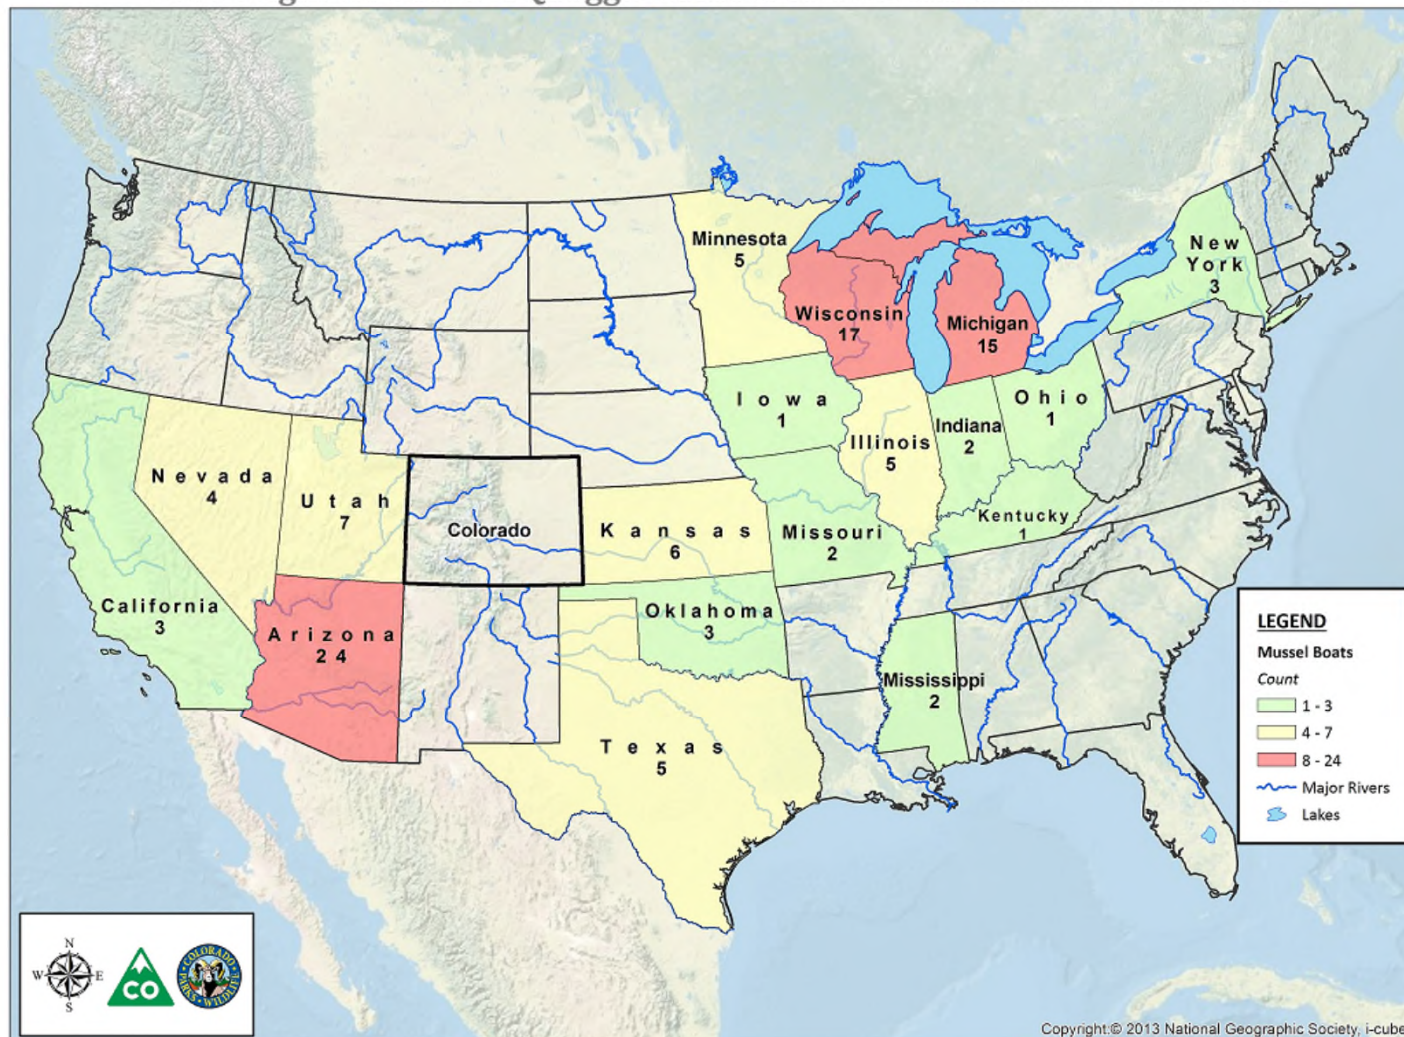 Minnesota
5
Wisconsin
17
Michigan
15
New
York
3
Iowa
1
Ohio
1
Indiana
2
Illinois
5
Nevada
4
Utah
7
Colorado
Kansas
6
Missouri
2
Kentucky
1
California
3
Arizona
24
Oklahoma
3
Mississippi
2
Texas
5
LEGEND
Mussel Boats
Count
1 - 3
4 - 7
8 - 24
Major Rivers
Lakes
N
W E
S
CO
COLORADO
PARKS • WILDLIFE
Copyright:© 2013 National Geographic Society, i-cube